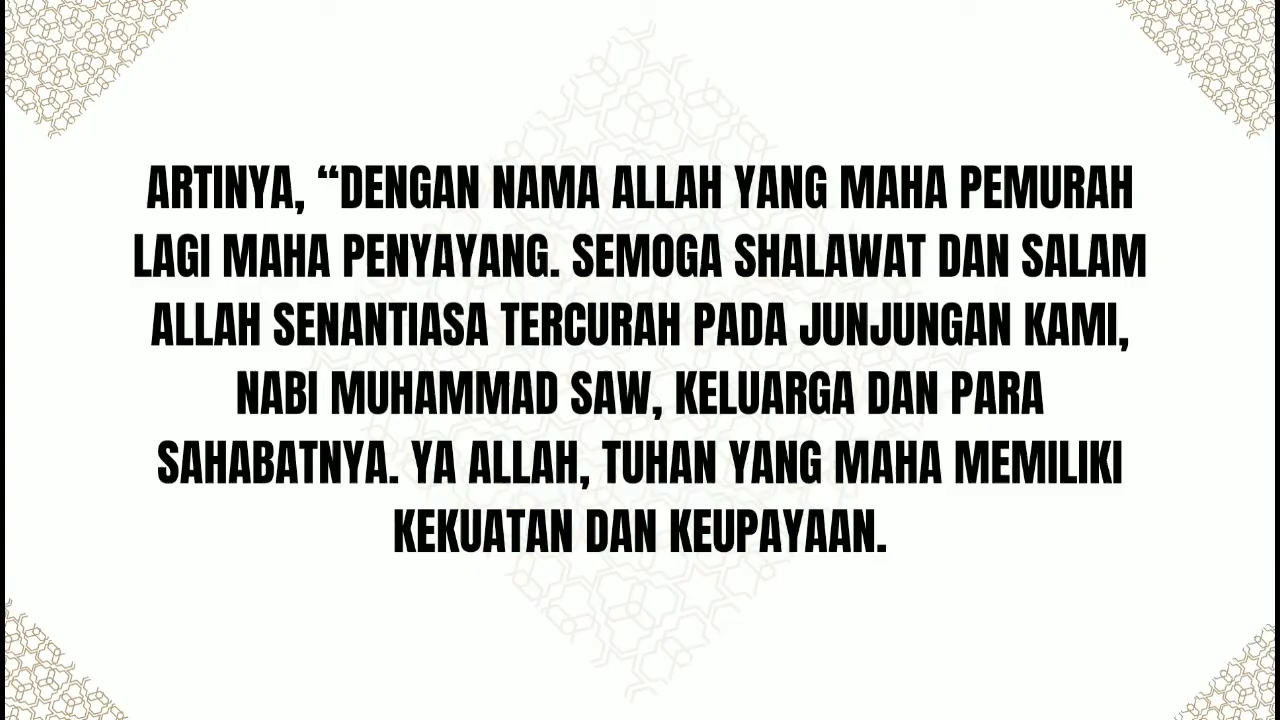 ARTINYA, “DENGAN NAMA ALLAH YANG MAHA PEMURAH
LAGI MAHA PENYAYANG. SEMOGA SHALAWAT DAN SALAM
ALLAH SENANTIASA TERCURAH PADA JUNJUNGAN KAMI,
NABI MUHAMMAD SAW, KELUARGA DAN PARA
SAHABATNYA. YA ALLAH, TUHAN YANG MAHA MEMILIKI
KEKUATAN DAN KEUPAYAAN.